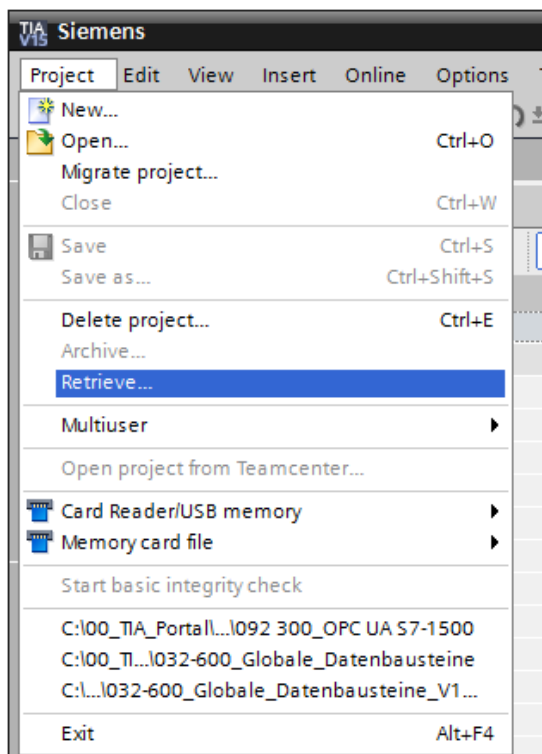 TIA V15 Siemens
Project Edit View Insert Online Options
New...
Open... Ctrl+O
Migrate project...
Close Ctrl+W
Save Ctrl+S
Save as... Ctrl+Shift+S
Delete project... Ctrl+E
Archive...
Retrieve...
Multiuser
Open project from Teamcenter...
Card Reader/USB memory
Memory card file
Start basic integrity check
C:\00_TIA_Portal\...\092 300_OPC UA S7-1500
C:\00_TI...\032-600_Globale_Datenbausteine
C:\...\032-600_Globale_Datenbausteine_V1...
Exit Alt+F4